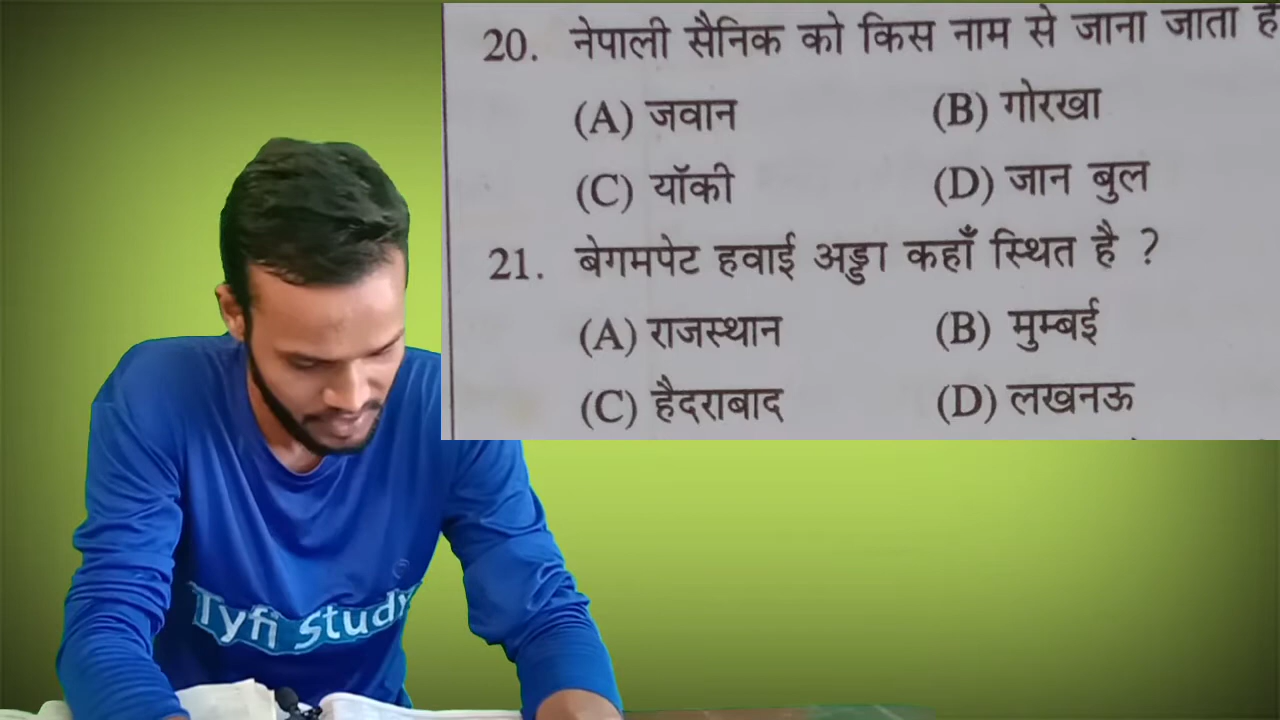 20. नेपाली सैनिक को किस नाम से जाना जाता है
(A) जवान (B) गोरखा
(C) यॉकी (D) जान बुल
21. बेगमपेट हवाई अड्डा कहाँ स्थित है ?
(A) राजस्थान (B) मुम्बई
(C) हैदराबाद (D) लखनऊ
Tyfi Study